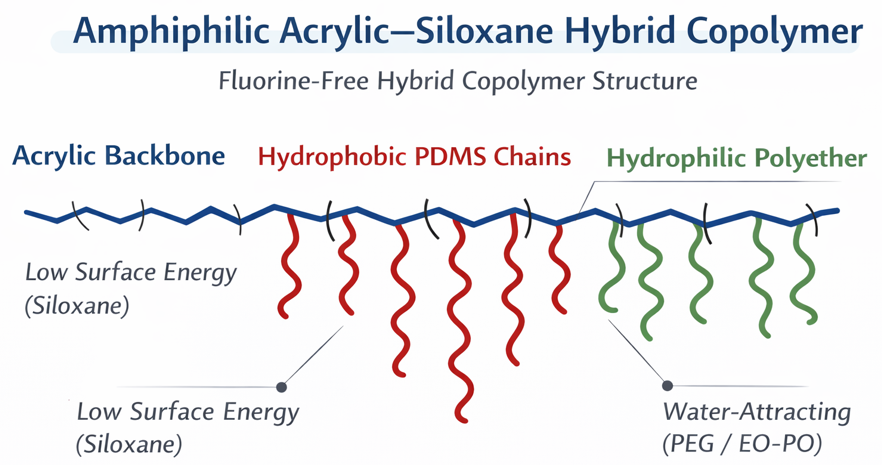 Amphiphilic Acrylic—Siloxane Hybrid Copolymer
Fluorine-Free Hybrid Copolymer Structure
Acrylic Backbone
Hydrophobic PDMS Chains
Hydrophilic Polyether
Low Surface Energy
(Siloxane)
Low Surface Energy
(Siloxane)
Water-Attracting
(PEG / EO-PO)